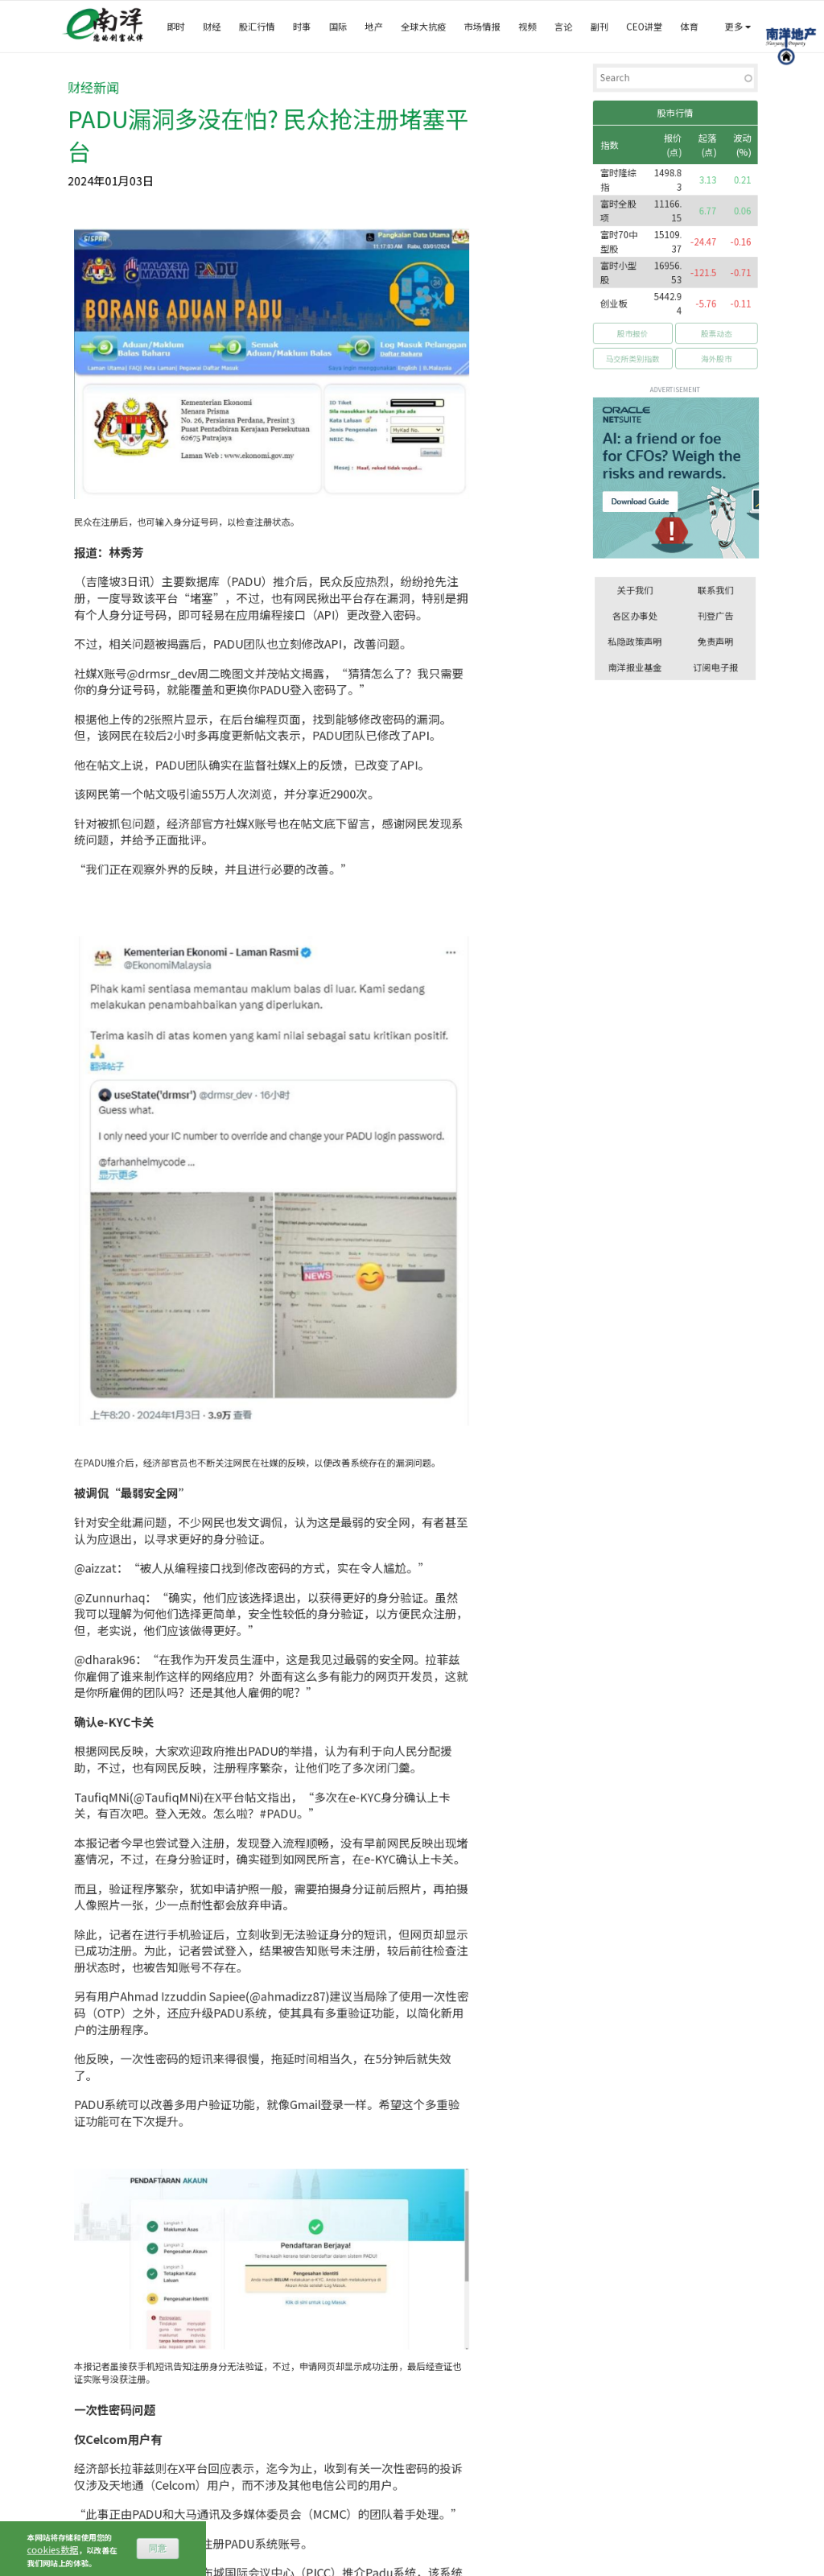 e南洋
您的创富伙伴
即时 财经 股汇行情 时事 国际 地产 全球大抗疫 市场情报 视频 言论 副刊 CEO讲堂 体育 更多
南洋地产
财经新闻
PADU漏洞多没在怕? 民众抢注册堵塞平
台
2024年01月03日
Search
股市行情
指数 报价(点) 起落(点) 波动(%)
富时隆综指 1498.83 3.13 0.21
富时全股项 11166.15 6.77 0.06
富时70中型股 15109.37 -24.47 -0.16
富时小型股 16956.53 -121.5 -0.71
创业板 5442.94 -5.76 -0.11
股市报价 股票动态
马交所类别指数 海外股市
ADVERTISEMENT
ORACLE
NETSUITE
AI: a friend or foe
for CFOs? Weigh the
risks and rewards.
Download Guide
关于我们 联系我们
各区办事处 刊登广告
私隐政策声明 免责声明
南洋报业基金 订阅电子报
SISPAA
Pangkalan Data Utama
11:17:03 AM Rabu, 03/01/2024
MALAYSIA
MADANI
PADU
BORANG ADUAN PADU
Aduan/Maklum
Balas Baharu
Semak
Aduan/Maklum Balas
Log Masuk Pelanggan
Daftar Baharu
Laman Utama| FAQ| Peta Pegawai Daftar Masuk
English | B.Malaysia
Kementerian Ekonomi
Menara Prisma
No. 26, Persiaran Perdana, Presint 3
Pusat Pentadbiran Kerajaan Persekutuan
62675 Putrajaya
Laman Web : www.ekonomi.gov.my
ID Tiket
Sila masukkan kata laluan jika ada
Kata Laluan
Jenis Pengenalan : MyKad No.
NRIC No.
Semak
Mesej : Maaf, rekod tidak wujud...
民众在注册后，也可输入身分证号码，以检查注册状态。
报道：林秀芳
（吉隆坡3日讯）主要数据库（PADU）推介后，民众反应热烈，纷纷抢先注
册，一度导致该平台“堵塞”，不过，也有网民揪出平台存在漏洞，特别是拥
有个人身分证号码，即可轻易在应用编程接口（API）更改登入密码。
不过，相关问题被揭露后，PADU团队也立刻修改API，改善问题。
社媒X账号@drmsr_dev周二晚图文并茂帖文揭露，“猜猜怎么了？我只需要
你的身分证号码，就能覆盖和更换你PADU登入密码了。”
根据他上传的2张照片显示，在后台编程页面，找到能够修改密码的漏洞。
但，该网民在较后2小时多再度更新帖文表示，PADU团队已修改了API。
他在帖文上说，PADU团队确实在监督社媒X上的反馈，已改变了API。
该网民第一个帖文吸引逾55万人次浏览，并分享近2900次。
针对被抓包问题，经济部官方社媒X账号也在帖文底下留言，感谢网民发现系
统问题，并给予正面批评。
“我们正在观察外界的反映，并且进行必要的改善。”
Kementerian Ekonomi - Laman Rasmi
@EkonomiMalaysia
Pihak kami sentiasa memantau maklum balas di luar. Kami sedang
melakukan penambahbaikan yang diperlukan.
Terima kasih di atas komen yang kami nilai sebagai satu kritikan positif.
翻译帖子
useState('drmsr') @drmsr_dev · 16小时
Guess what.
I only need your IC number to override and change your PADU login password.
@farhanhelmycode ...
显示更多
NEWS
上午8:20 · 2024年1月3日 · 3.9万 查看
在PADU推介后，经济部官员也不断关注网民在社媒的反映，以便改善系统存在的漏洞问题。
被调侃“最弱安全网”
针对安全纰漏问题，不少网民也发文调侃，认为这是最弱的安全网，有者甚至
认为应退出，以寻求更好的身分验证。
@aizzat：“被人从编程接口找到修改密码的方式，实在令人尴尬。”
@Zunnurhaq：“确实，他们应该选择退出，以获得更好的身分验证。虽然
我可以理解为何他们选择更简单，安全性较低的身分验证，以方便民众注册，
但，老实说，他们应该做得更好。”
@dharak96：“在我作为开发员生涯中，这是我见过最弱的安全网。拉菲兹
你雇佣了谁来制作这样的网络应用？外面有这么多有能力的网页开发员，这就
是你所雇佣的团队吗？还是其他人雇佣的呢？”
确认e-KYC卡关
根据网民反映，大家欢迎政府推出PADU的举措，认为有利于向人民分配援
助，不过，也有网民反映，注册程序繁杂，让他们吃了多次闭门羹。
TaufiqMNi(@TaufiqMNi)在X平台帖文指出，“多次在e-KYC身分确认上卡
关，有百次吧。登入无效。怎么啦？#PADU。”
本报记者今早也尝试登入注册，发现登入流程顺畅，没有早前网民反映出现堵
塞情况，不过，在身分验证时，确实碰到如网民所言，在e-KYC确认上卡关。
而且，验证程序繁杂，犹如申请护照一般，需要拍摄身分证前后照片，再拍摄
人像照片一张，少一点耐性都会放弃申请。
除此，记者在进行手机验证后，立刻收到无法验证身分的短讯，但网页却显示
已成功注册。为此，记者尝试登入，结果被告知账号未注册，较后前往检查注
册状态时，也被告知账号不存在。
另有用户Ahmad Izzuddin Sapiee(@ahmadizz87)建议当局除了使用一次性密
码（OTP）之外，还应升级PADU系统，使其具有多重验证功能，以简化新用
户的注册程序。
他反映，一次性密码的短讯来得很慢，拖延时间相当久，在5分钟后就失效
了。
PADU系统可以改善多用户验证功能，就像Gmail登录一样。希望这个多重验
证功能可在下次提升。
PENDAFTARAN AKAUN
Langkah 1
Maklumat Asas
Langkah 2
Pengesahan Akaun
Langkah 3
Tetapkan Kata
Laluan
Pengesahan Identiti
Pendaftaran Berjaya!
Terima kasih kerana telah berdaftar dalam sistem PADU!
Pengesahan Identiti
Klik di sini untuk Log Masuk
本报记者虽接获手机短讯告知注册身分无法验证，不过，申请网页却显示成功注册，最后经查证也
证实账号没获注册。
一次性密码问题
仅Celcom用户有
经济部长拉菲兹则在X平台回应表示，迄今为止，收到有关一次性密码的投诉
仅涉及天地通（Celcom）用户，而不涉及其他电信公司的用户。
“此事正由PADU和大马通讯及多媒体委员会（MCMC）的团队着手处理。”
注册PADU系统账号。
布城国际会议中心（PICC）推介Padu系统，该系统
本网站将存储和使用您的
cookies数据，以改善在
我们网站上的体验。
同意